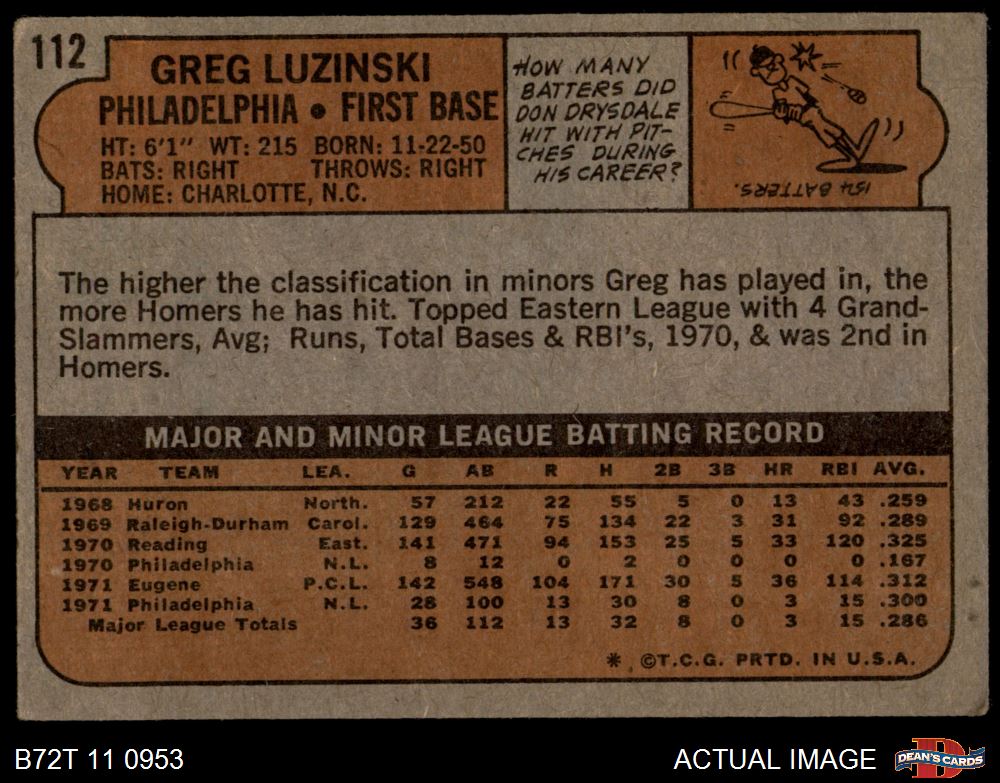 112
GREG LUZINSKI
PHILADELPHIA • FIRST BASE
HT: 6'1" WT: 215 BORN: 11-22-50
BATS: RIGHT THROWS: RIGHT
HOME: CHARLOTTE, N.C.
HOW MANY
BATTERS DID
DON DRYSDALE
HIT WITH PIT-
CHES DURING
HIS CAREER?
154 BATTERS.
The higher the classification in minors Greg has played in, the
more Homers he has hit. Topped Eastern League with 4 Grand-
Slammers, Avg; Runs, Total Bases & RBI's, 1970, & was 2nd in
Homers.
MAJOR AND MINOR LEAGUE BATTING RECORD
YEAR TEAM LEA. G AB R H 2B 3B HR RBI AVG.
1968 Huron North. 57 212 22 55 5 0 13 43 .259
1969 Raleigh-Durham Carol. 129 464 75 134 22 3 31 92 .289
1970 Reading East. 141 471 94 153 25 5 33 120 .325
1970 Philadelphia N.L. 8 12 0 2 0 0 0 0 .167
1971 Eugene P.C.L. 142 548 104 171 30 5 36 114 .312
1971 Philadelphia N.L. 28 100 13 30 8 0 3 15 .300
Major League Totals 36 112 13 32 8 0 3 15 .286
* ©T.C.G. PRTD. IN U.S.A.
B72T 11 0953
ACTUAL IMAGE
D
DEAN'S CARDS